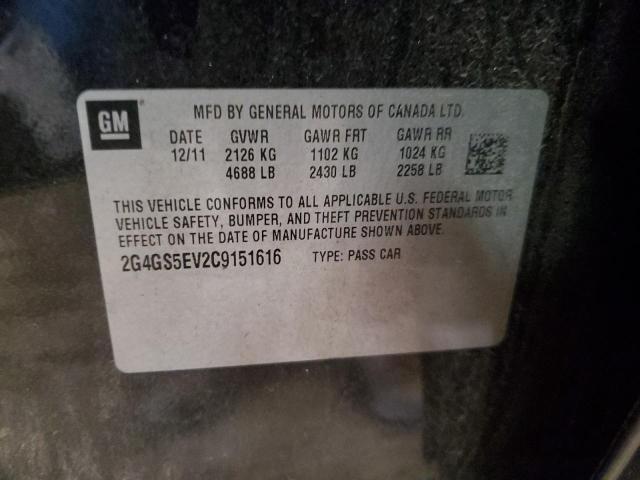 GM
MFD BY GENERAL MOTORS OF CANADA LTD.
DATE GVWR GAWR FRT GAWR RR
12/11 2126 KG 1102 KG 1024 KG
4688 LB 2430 LB 2258 LB
THIS VEHICLE CONFORMS TO ALL APPLICABLE U.S. FEDERAL MOTOR
VEHICLE SAFETY, BUMPER, AND THEFT PREVENTION STANDARDS IN
EFFECT ON THE DATE OF MANUFACTURE SHOWN ABOVE.
2G4GS5EV2C9151616 TYPE: PASS CAR